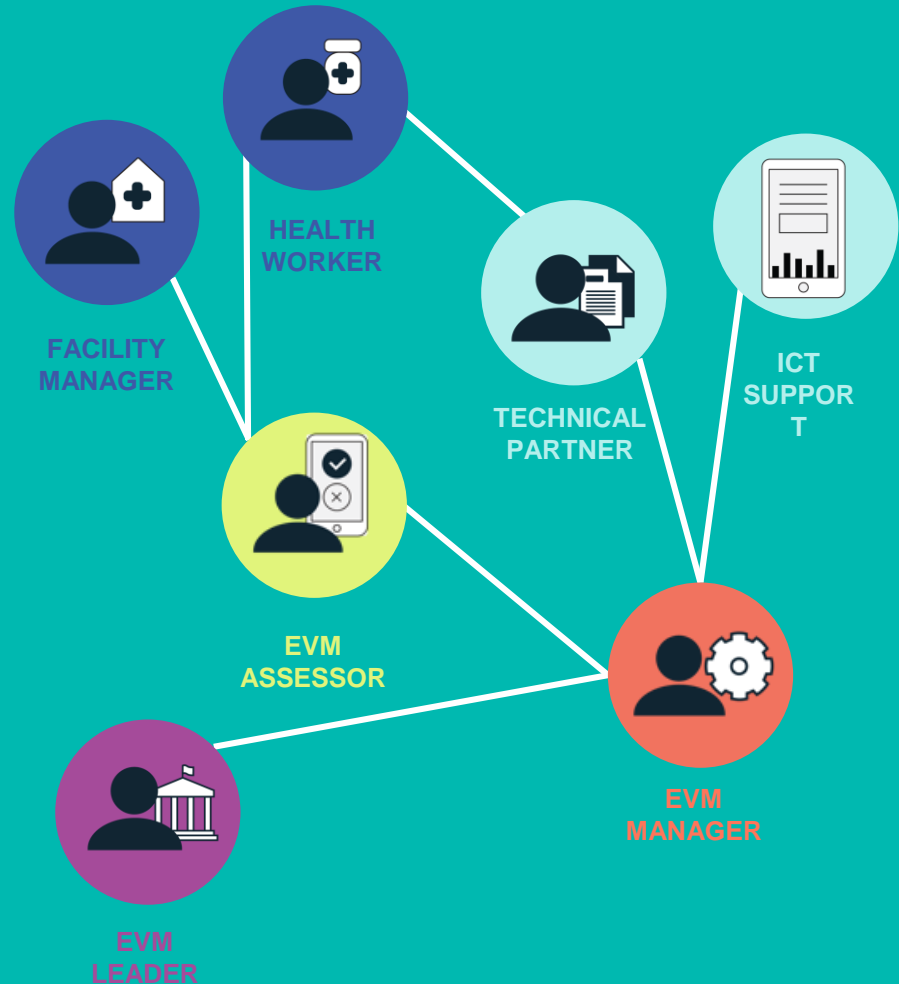 HEALTH
WORKER
FACILITY
MANAGER
TECHNICAL
PARTNER
ICT
SUPPOR
T
EVM
ASSESSOR
EVM
MANAGER
EVM
LEADER